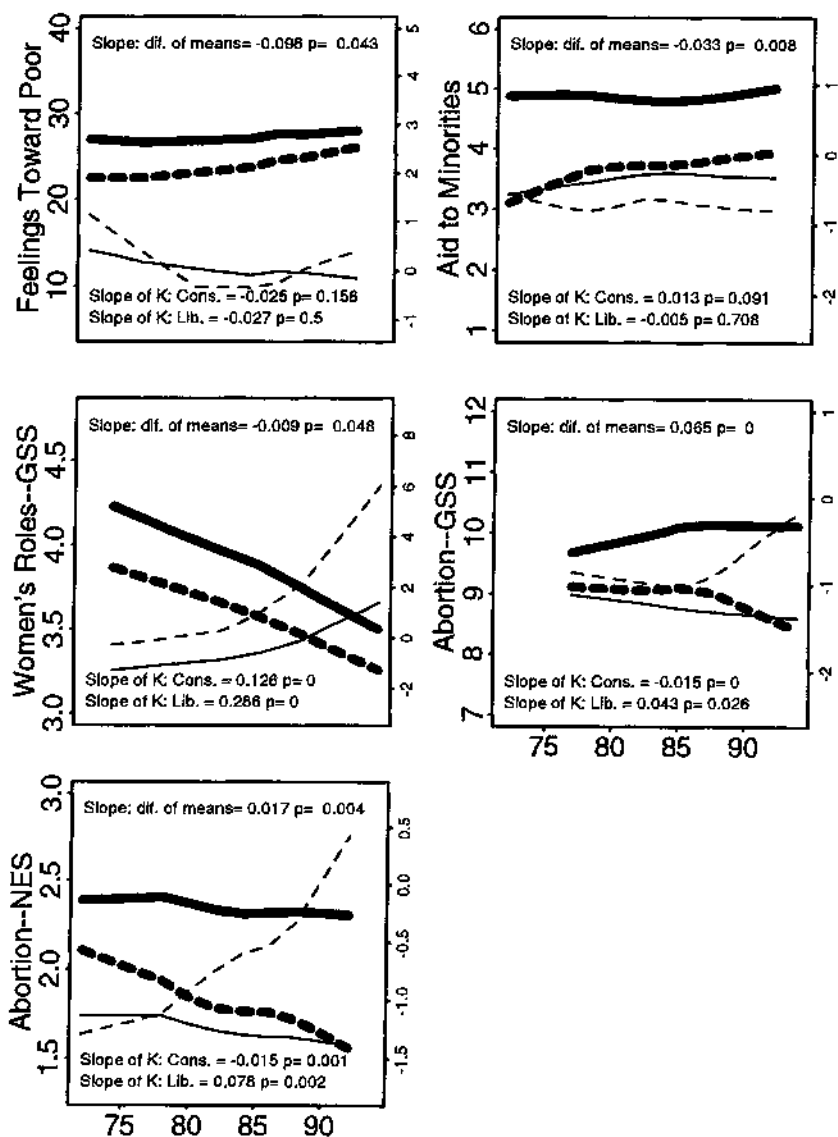 Feelings Toward Poor
40
30
20
10
Slope: dif. of means= -0.098 p= 0.043
Slope of K: Cons. = -0.025 p= 0.158
Slope of K: Lib. = -0.027 p= 0.5
5
4
3
2
1
0
-1
Aid to Minorities
6
5
4
3
2
1
Slope: dif. of means= -0.033 p= 0.008
Slope of K: Cons. = 0.013 p= 0.091
Slope of K: Lib. = -0.005 p= 0.708
1
0
-1
-2
Women's Roles--GSS
4.5
4.0
3.5
3.0
Slope: dif. of means= -0.009 p= 0.048
Slope of K: Cons. = 0.126 p= 0
Slope of K: Lib. = 0.286 p= 0
8
6
4
2
0
-2
Abortion--GSS
12
11
10
9
8
7
Slope: dif. of means= 0.065 p= 0
Slope of K: Cons. = -0.015 p= 0
Slope of K: Lib. = 0.043 p= 0.026
0
-1
-2
75 80 85 90
Abortion--NES
3.0
2.5
2.0
1.5
Slope: dif. of means= 0.017 p= 0.004
Slope of K: Cons. = -0.015 p= 0.001
Slope of K: Lib. = 0.078 p= 0.002
0.5
0.0
-0.5
-1.0
-1.5
75 80 85 90